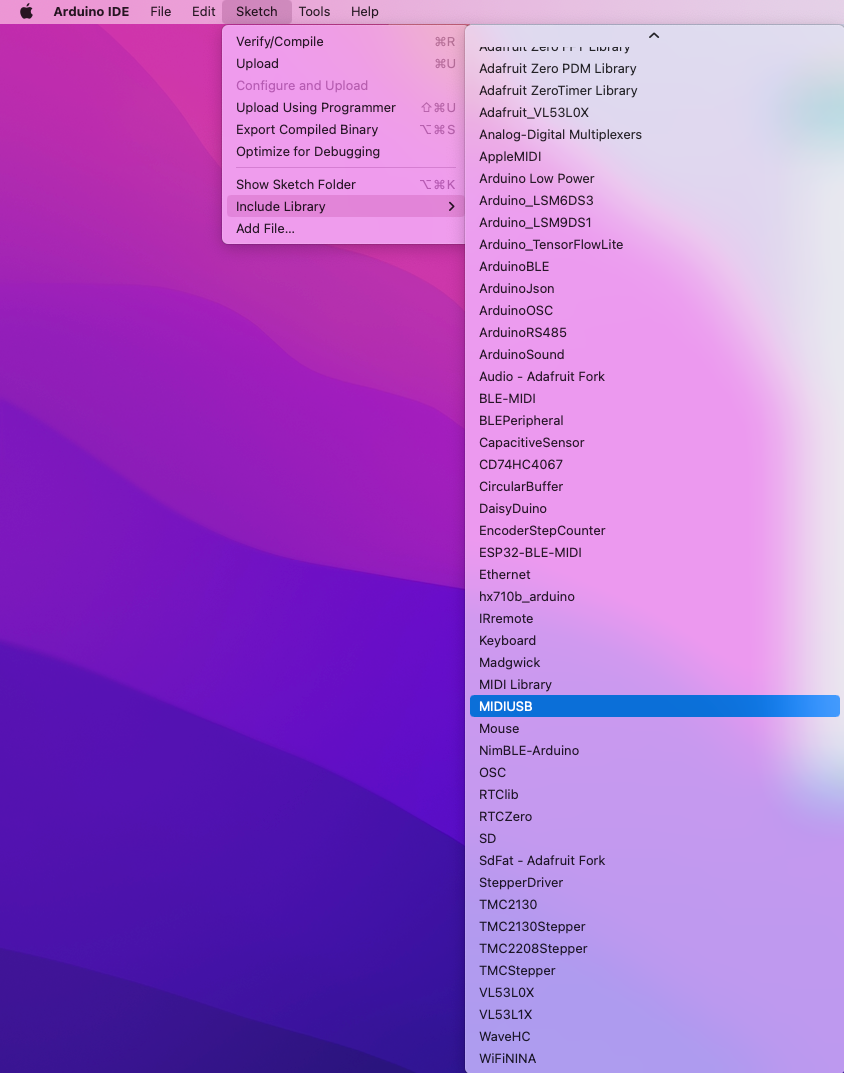 Arduino IDE File Edit Sketch Tools Help
Verify/Compile ⌘R
Upload ⌘U
Configure and Upload
Upload Using Programmer ⇧⌘U
Export Compiled Binary ⌥⌘S
Optimize for Debugging
Show Sketch Folder ⌥⌘K
Include Library
Add File...
Adafruit Zero FFT Library
Adafruit Zero PDM Library
Adafruit ZeroTimer Library
Adafruit_VL53L0X
Analog-Digital Multiplexers
AppleMIDI
Arduino Low Power
Arduino_LSM6DS3
Arduino_LSM9DS1
Arduino_TensorFlowLite
ArduinoBLE
ArduinoJson
ArduinoOSC
ArduinoRS485
ArduinoSound
Audio - Adafruit Fork
BLE-MIDI
BLEPeripheral
CapacitiveSensor
CD74HC4067
CircularBuffer
DaisyDuino
EncoderStepCounter
ESP32-BLE-MIDI
Ethernet
hx710b_arduino
IRremote
Keyboard
Madgwick
MIDI Library
MIDIUSB
Mouse
NimBLE-Arduino
OSC
RTClib
RTCZero
SD
SdFat - Adafruit Fork
StepperDriver
TMC2130
TMC2130Stepper
TMC2208Stepper
TMCStepper
VL53L0X
VL53L1X
WaveHC
WiFiNINA